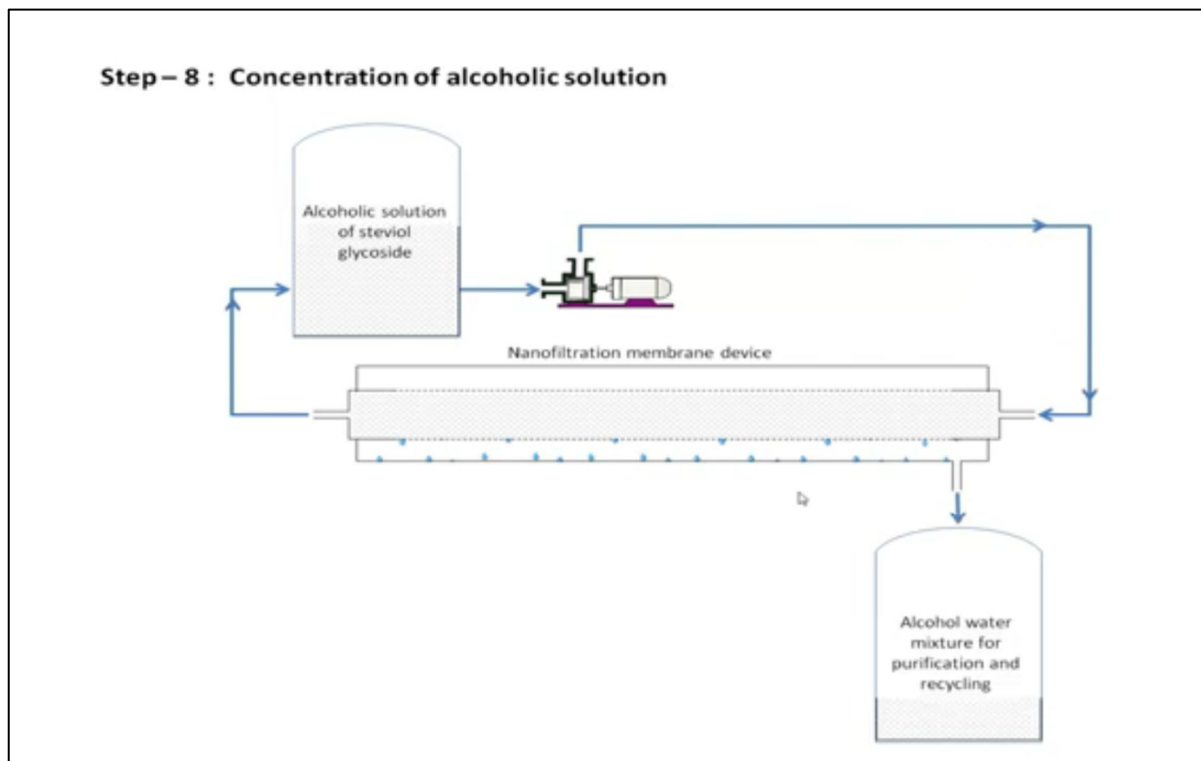 Step – 8 : Concentration of alcoholic solution
Alcoholic solution
of steviol
glycoside
Nanofiltration membrane device
Alcohol water
mixture for
purification and
recycling